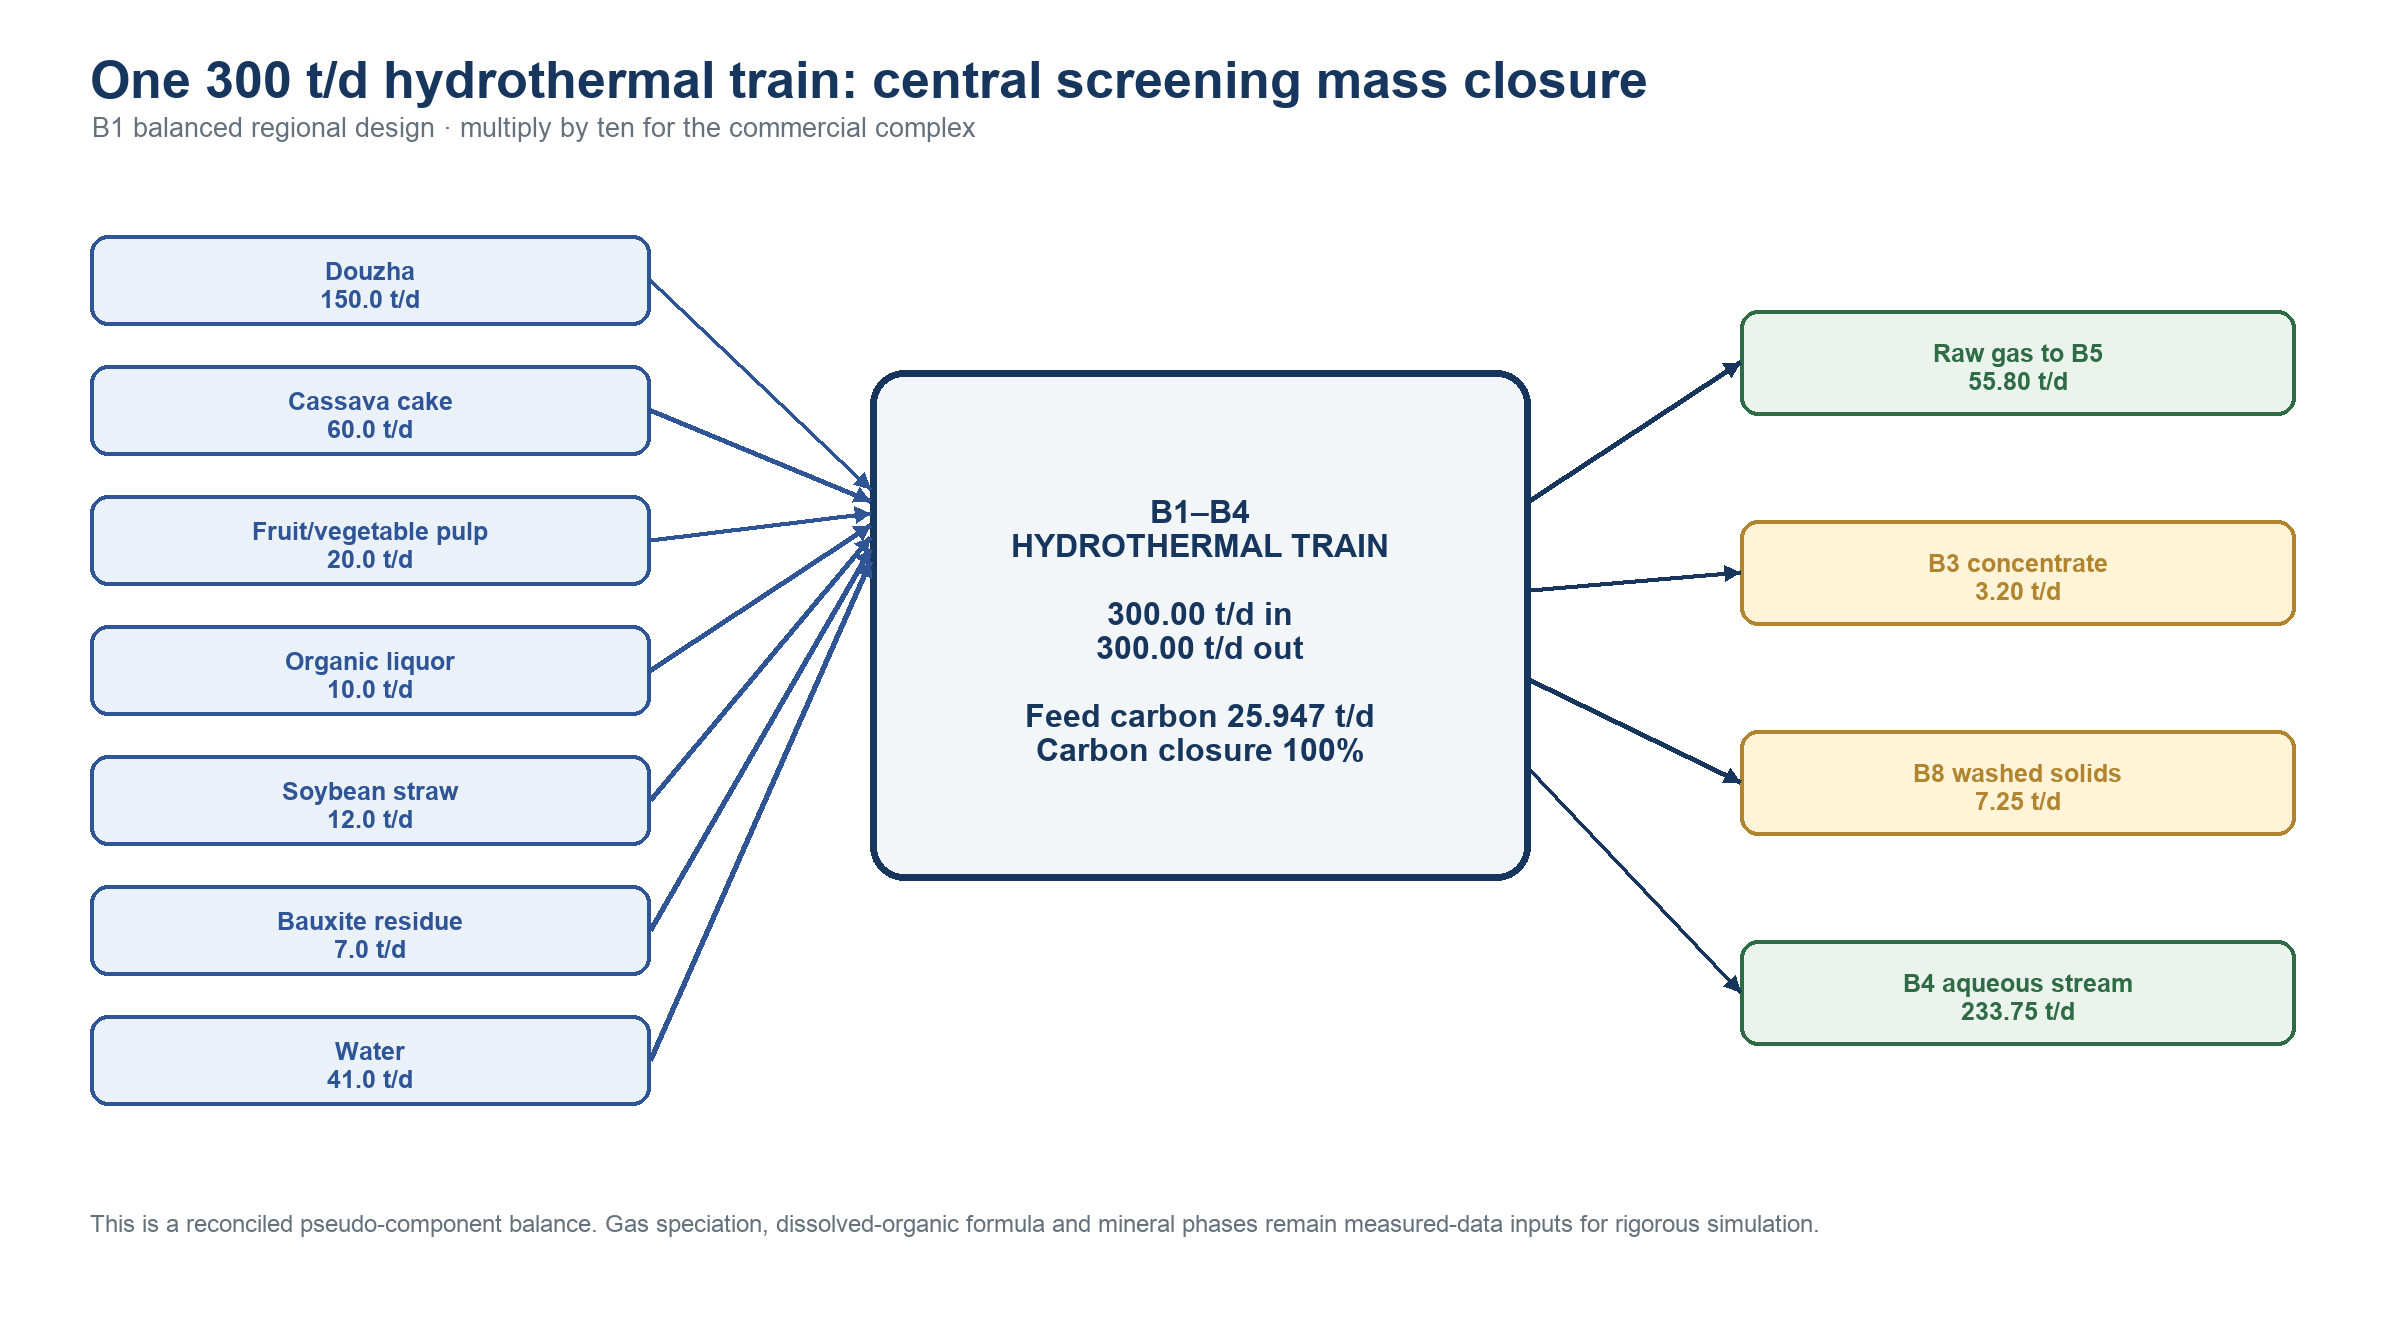 One 300 t/d hydrothermal train: central screening mass closure
B1 balanced regional design · multiply by ten for the commercial complex
Douzha
150.0 t/d
Cassava cake
60.0 t/d
Fruit/vegetable pulp
20.0 t/d
Organic liquor
10.0 t/d
Soybean straw
12.0 t/d
Bauxite residue
7.0 t/d
Water
41.0 t/d
B1–B4
HYDROTHERMAL TRAIN
300.00 t/d in
300.00 t/d out
Feed carbon 25.947 t/d
Carbon closure 100%
Raw gas to B5
55.80 t/d
B3 concentrate
3.20 t/d
B8 washed solids
7.25 t/d
B4 aqueous stream
233.75 t/d
This is a reconciled pseudo-component balance. Gas speciation, dissolved-organic formula and mineral phases remain measured-data inputs for rigorous simulation.